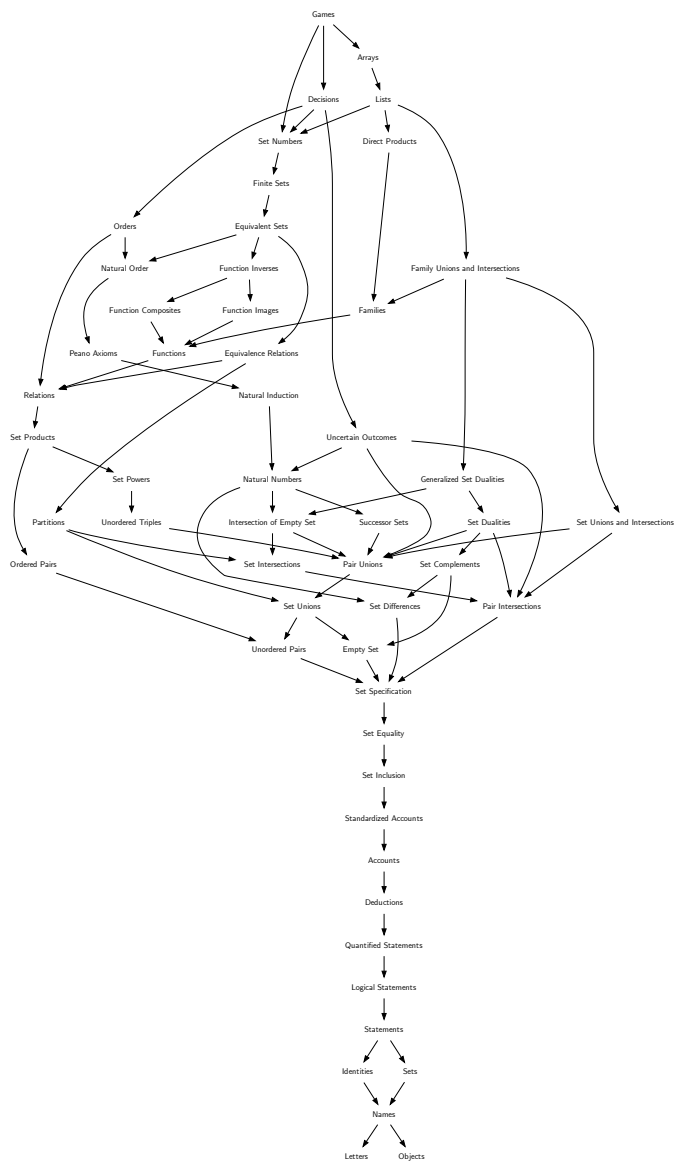 Games
Arrays
Decisions
Lists
Set Numbers
Direct Products
Finite Sets
Orders
Equivalent Sets
Natural Order
Function Inverses
Family Unions and Intersections
Function Composites
Function Images
Families
Peano Axioms
Functions
Equivalence Relations
Relations
Natural Induction
Set Products
Uncertain Outcomes
Set Powers
Natural Numbers
Generalized Set Dualities
Partitions
Unordered Triples
Intersection of Empty Set
Successor Sets
Set Dualities
Set Unions and Intersections
Ordered Pairs
Set Intersections
Pair Unions
Set Complements
Set Unions
Set Differences
Pair Intersections
Unordered Pairs
Empty Set
Set Specification
Set Equality
Set Inclusion
Standardized Accounts
Accounts
Deductions
Quantified Statements
Logical Statements
Statements
Identities
Sets
Names
Letters
Objects